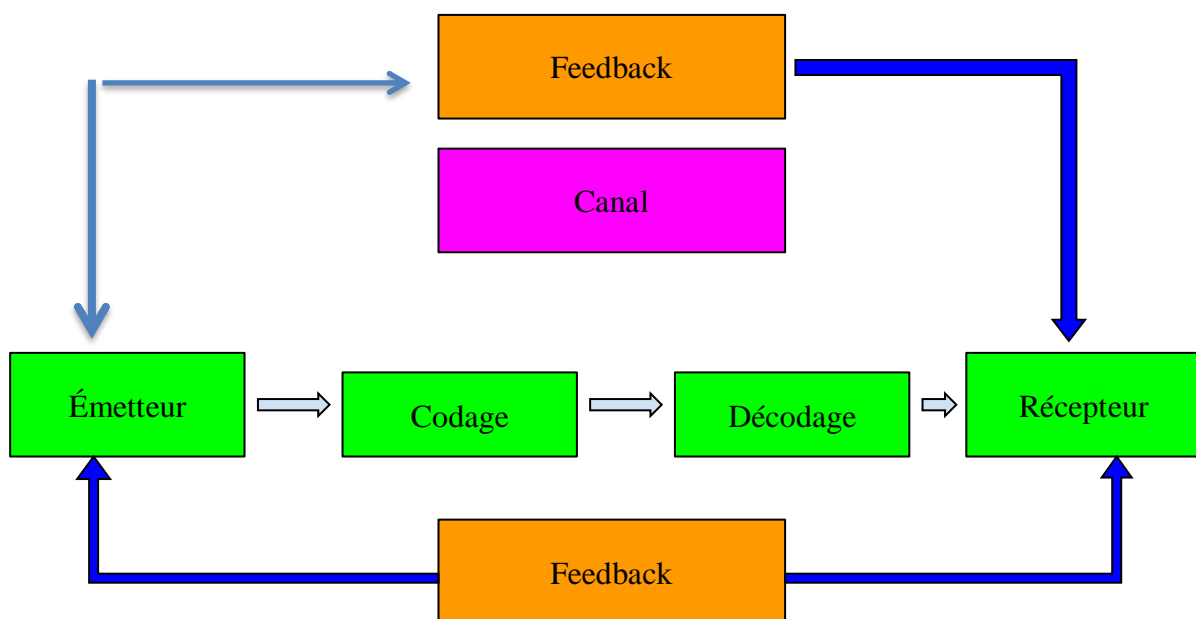 Feedback
Canal
Émetteur
Codage
Décodage
Récepteur
Feedback